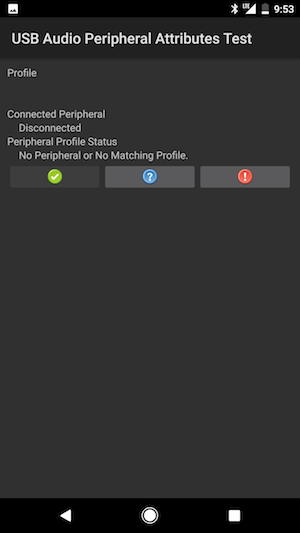 LTE 9:53
USB Audio Peripheral Attributes Test
Profile
Connected Peripheral
Disconnected
Peripheral Profile Status
No Peripheral or No Matching Profile.